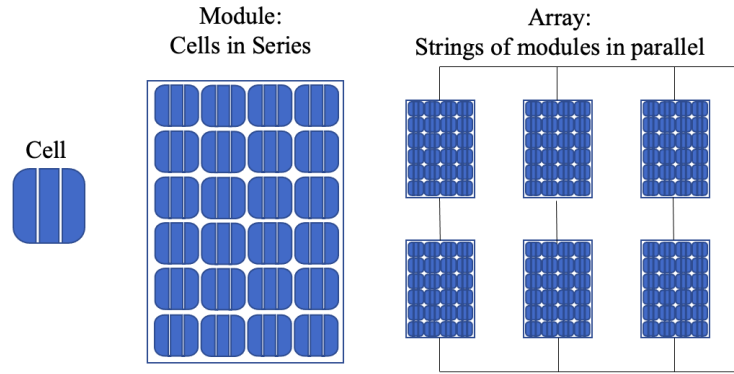 Module:
Cells in Series
Array:
Strings of modules in parallel
Cell